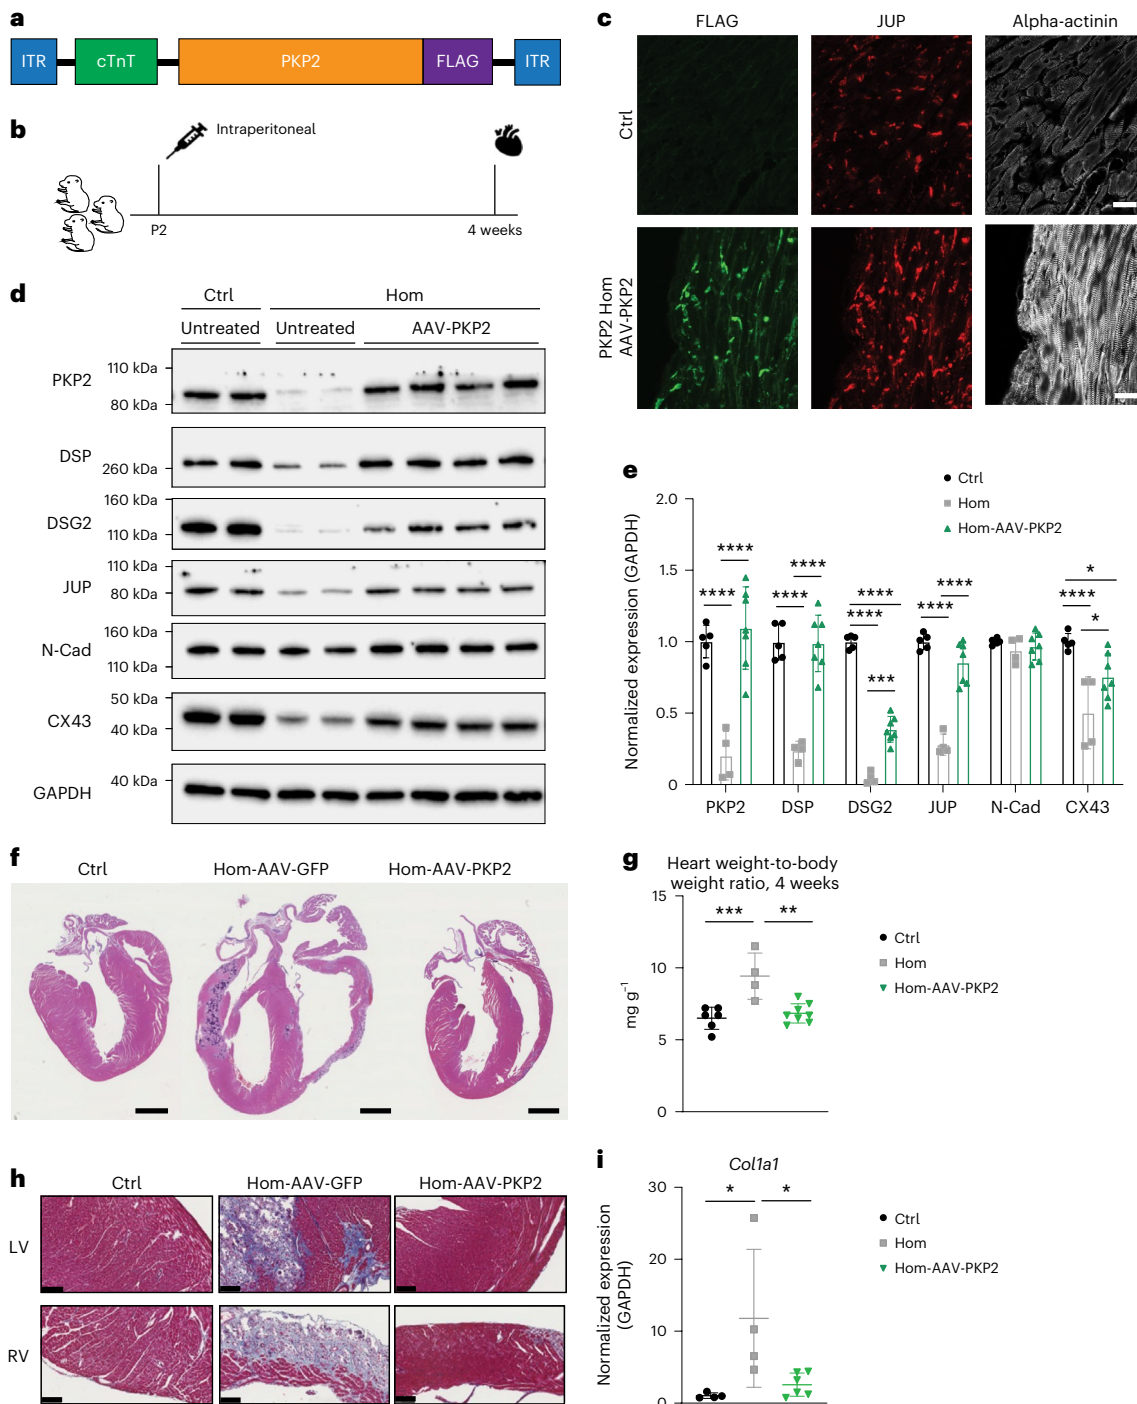 a
ITR cTnT PKP2 FLAG ITR
b
Intraperitoneal
P2 4 weeks
c
FLAG JUP Alpha-actinin
Ctrl
PKP2 Hom
AAV-PKP2
d
Ctrl Hom
Untreated Untreated AAV-PKP2
PKP2 110 kDa
80 kDa
DSP 260 kDa
DSG2 160 kDa
110 kDa
JUP 110 kDa
80 kDa
N-Cad 160 kDa
110 kDa
CX43 50 kDa
40 kDa
GAPDH 40 kDa
e
Normalized expression (GAPDH)
2.0
1.5
1.0
0.5
0
Ctrl
Hom
Hom-AAV-PKP2
**** ****
**** ****
**** **** ***
**** ****
* **** *
PKP2 DSP DSG2 JUP N-Cad CX43
f
Ctrl Hom-AAV-GFP Hom-AAV-PKP2
g
Heart weight-to-body
weight ratio, 4 weeks
mg g⁻¹
15
10
5
0
*** **
Ctrl
Hom
Hom-AAV-PKP2
h
Ctrl Hom-AAV-GFP Hom-AAV-PKP2
LV
RV
i
Col1a1
Normalized expression
(GAPDH)
30
20
10
0
* *
Ctrl
Hom
Hom-AAV-PKP2